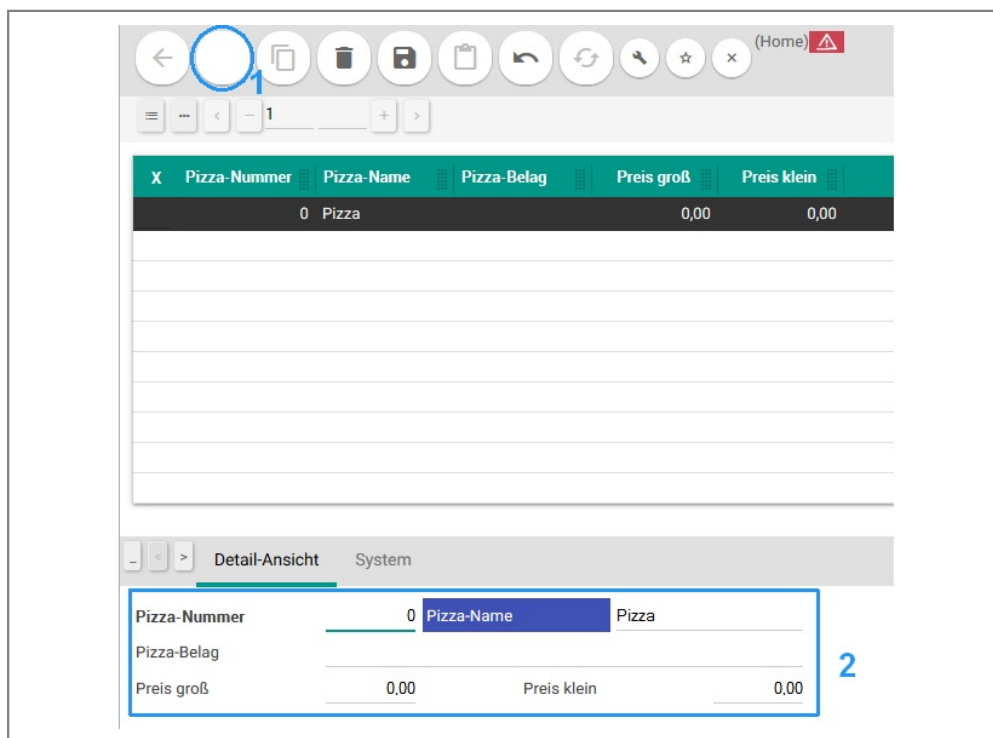 (Home)
1
1
X Pizza-Nummer Pizza-Name Pizza-Belag Preis groß Preis klein
0 Pizza 0,00 0,00
Detail-Ansicht System
Pizza-Nummer 0 Pizza-Name Pizza
Pizza-Belag
2
Preis groß 0,00 Preis klein 0,00